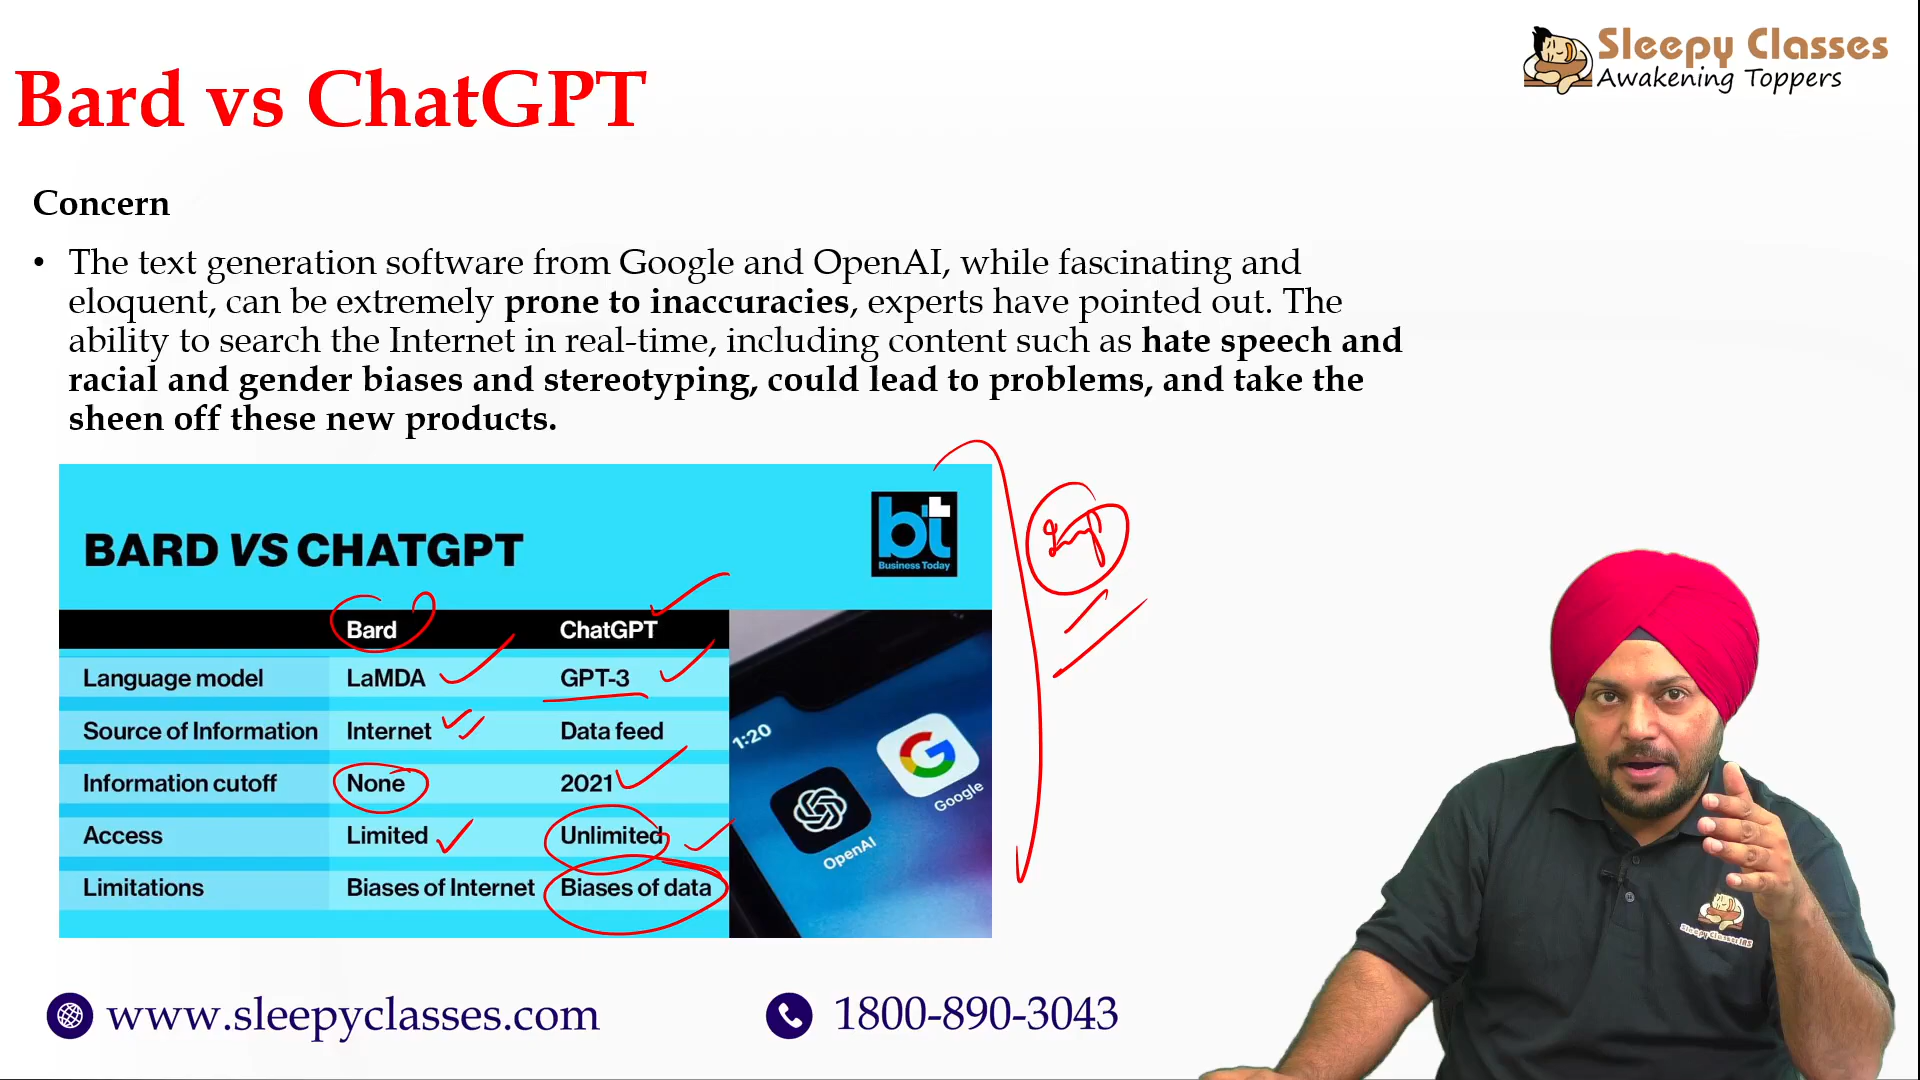 Sleepy Classes
Awakening Toppers
Bard vs ChatGPT
Concern
• The text generation software from Google and OpenAI, while fascinating and
eloquent, can be extremely prone to inaccuracies, experts have pointed out. The
ability to search the Internet in real-time, including content such as hate speech and
racial and gender biases and stereotyping, could lead to problems, and take the
sheen off these new products.
bt
Business Today
BARD VS CHATGPT
Bard ChatGPT
Language model LaMDA GPT-3
Source of Information Internet Data feed
Information cutoff None 2021
Access Limited Unlimited
Limitations Biases of Internet Biases of data
1:20
Google
OpenAI
Imp
Sleepy Classes IAS
www.sleepyclasses.com
1800-890-3043